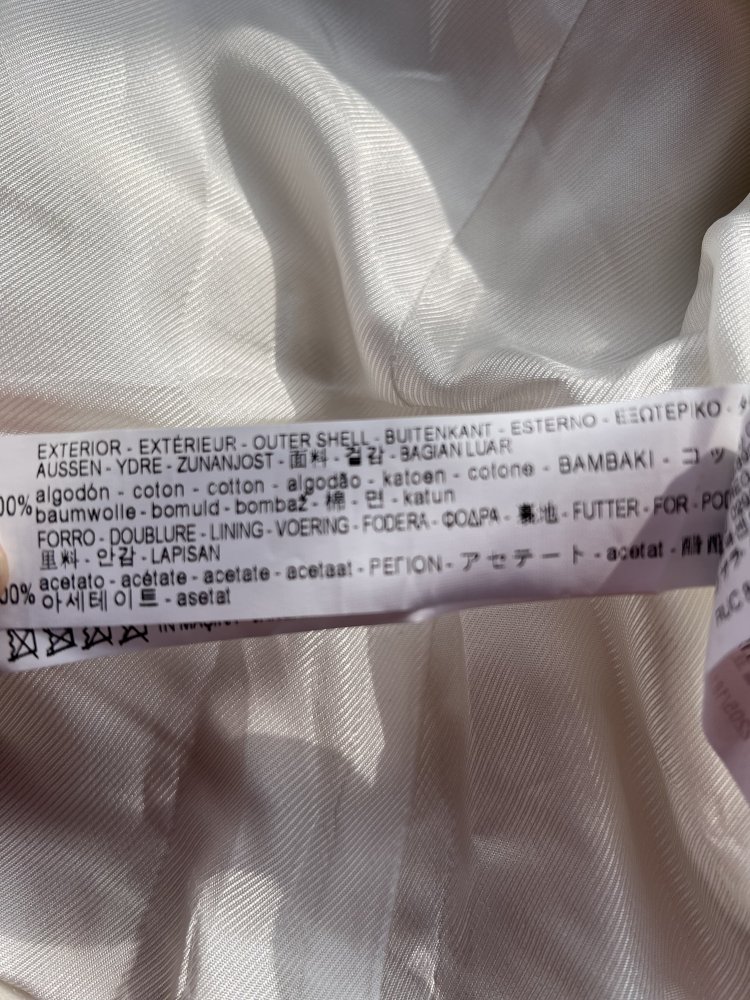 EXTERIOR - EXTÉRIEUR - OUTER SHELL - BUITENKANT - ESTERNO - ΕΞΩΤΕΡΙΚΟ -
AUSSEN - YDRE - ZUNANJOST - 面料 - 겉감 - BAGIAN LUAR
00% algodón - coton - cotton - algodão - katoen - cotone - BAMBAKI - コッ
baumwolle - bomuld - bombaž - 棉 - 면 - katun
FORRO - DOUBLURE - LINING - VOERING - FODERA - ΦΟΔΡΑ - 裏地 - FUTTER - FOR -
里料 - 안감 - LAPISAN
00% acetato - acétate - acetate - acetaat - ΡΕΓΙΟΝ - アセテート - acetat -
아세테이트 - asetat